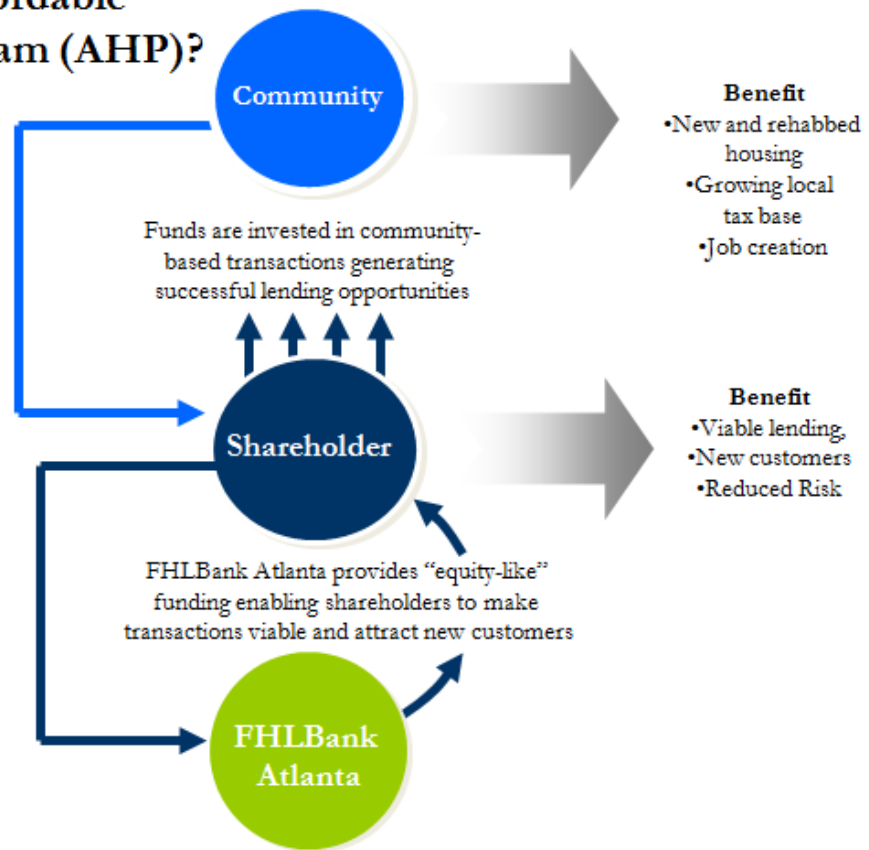 am (AHP)?
Community
Benefit
•New and rehabbed
housing
•Growing local
tax base
•Job creation
Funds are invested in community-
based transactions generating
successful lending opportunities
Shareholder
Benefit
•Viable lending,
•New customers
•Reduced Risk
FHLBank Atlanta provides “equity-like”
funding enabling shareholders to make
transactions viable and attract new customers
FHLBank
Atlanta